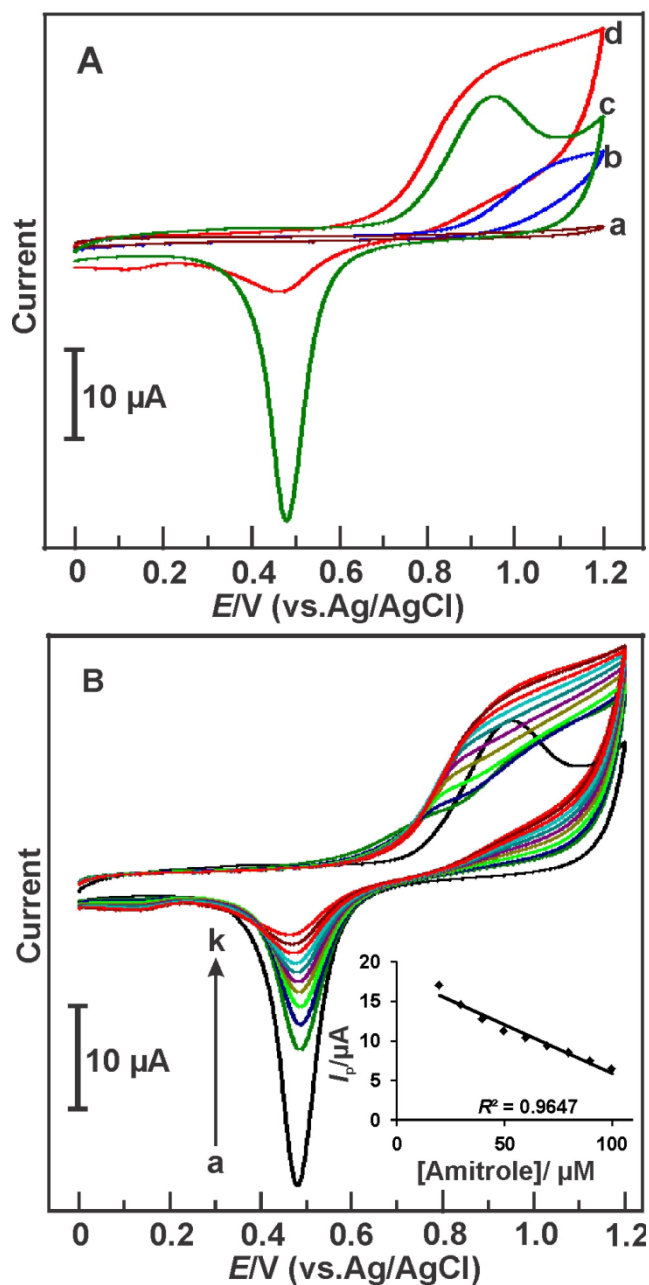 A
d
c
b
a
Current
10 µA
0 0.2 0.4 0.6 0.8 1.0 1.2
E/V (vs.Ag/AgCl)
B
Current
k
10 µA
a
20
15
10
5
0
Ip/µA
R² = 0.9647
0 50 100
[Amitrole]/ µM
0 0.2 0.4 0.6 0.8 1.0 1.2
E/V (vs.Ag/AgCl)